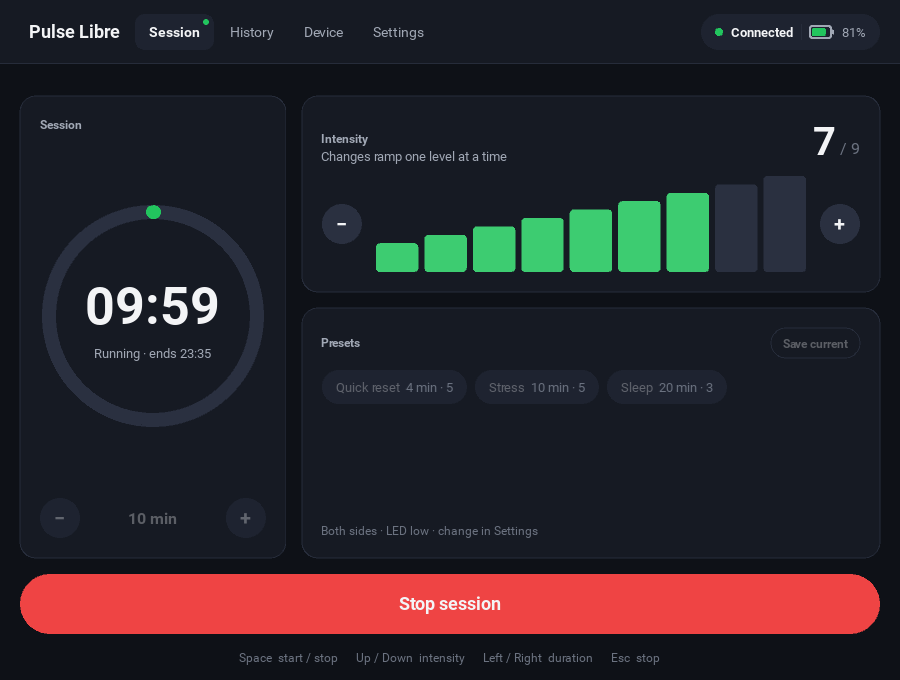 Pulse Libre Session History Device Settings Connected 81%
Session
09:59
Running · ends 23:35
− 10 min +
Intensity
Changes ramp one level at a time
7 / 9
− +
Presets Save current
Quick reset 4 min · 5 Stress 10 min · 5 Sleep 20 min · 3
Both sides · LED low · change in Settings
Stop session
Space start / stop Up / Down intensity Left / Right duration Esc stop